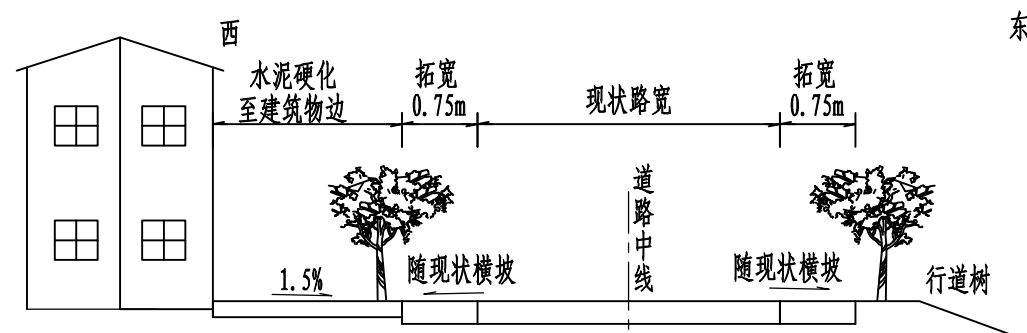 西
东
水泥硬化
至建筑物边
拓宽
0.75m
现状路宽
拓宽
0.75m
道路中线
1.5%
随现状横坡
随现状横坡
行道树